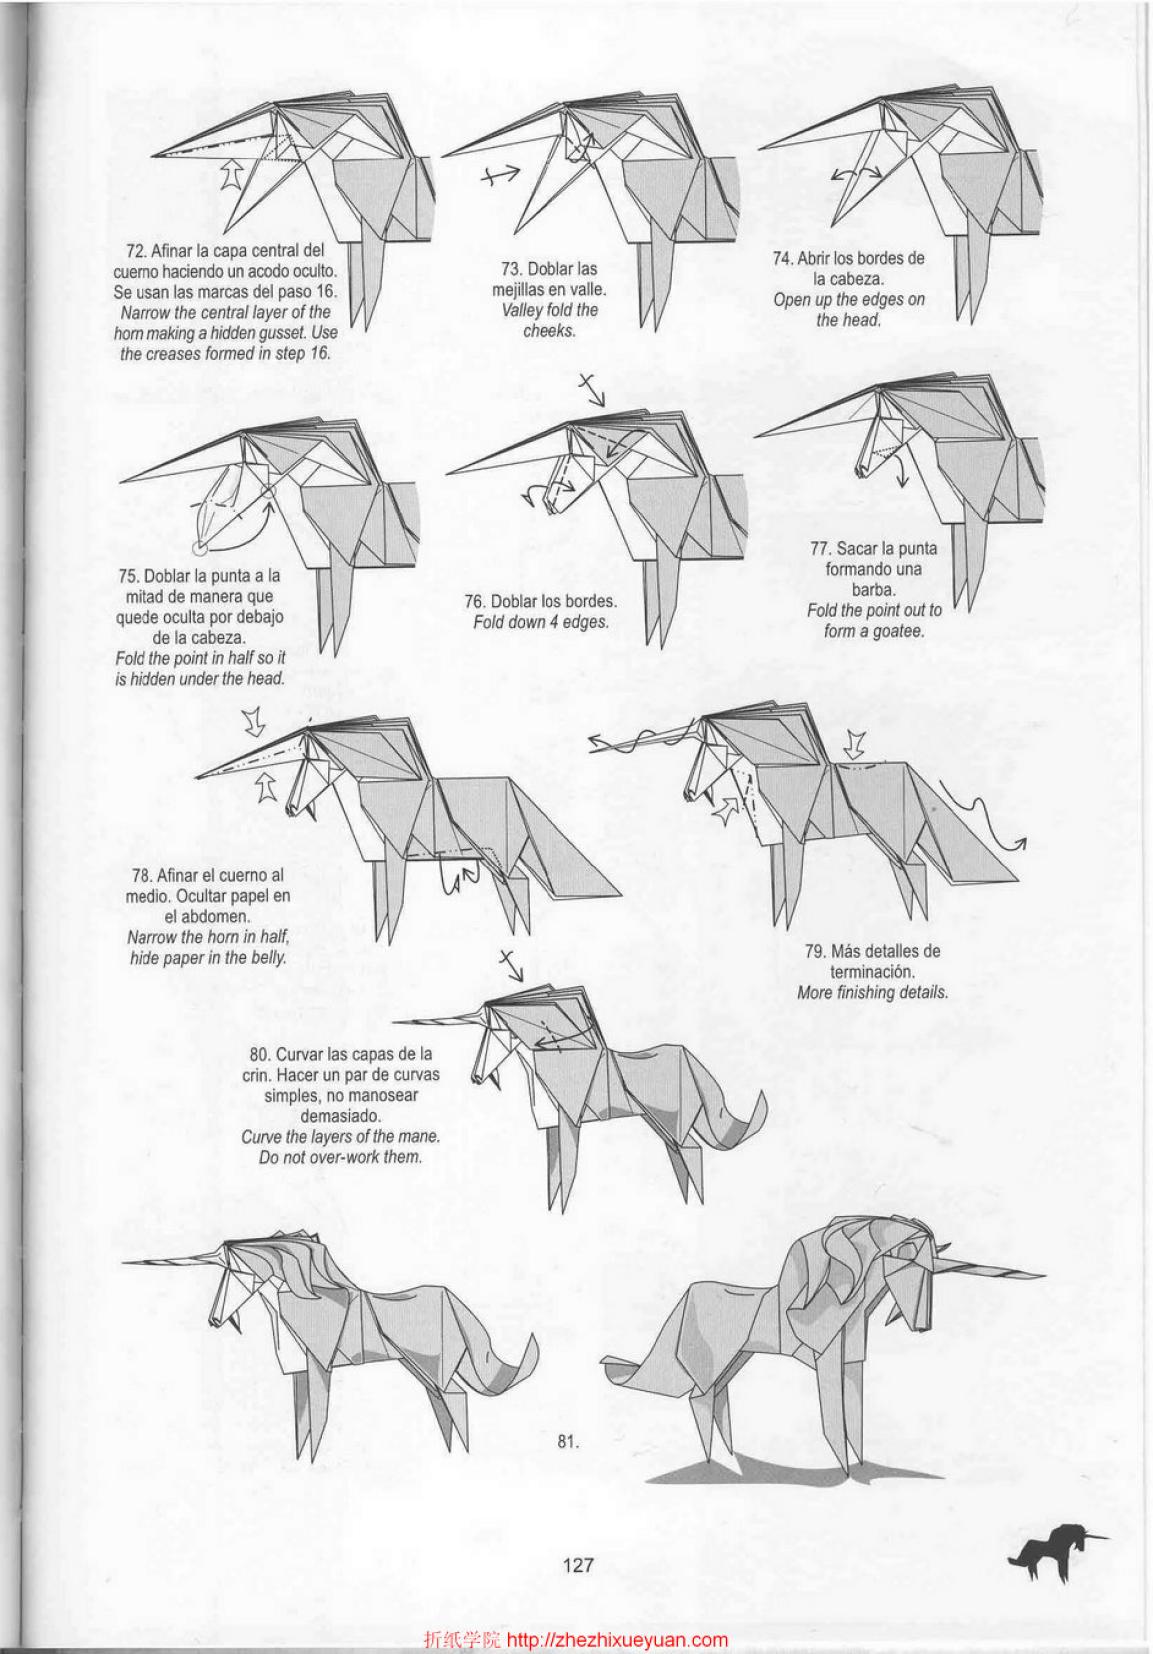 72. Afinar la capa central del
cuerno haciendo un acodo oculto.
Se usan las marcas del paso 16.
Narrow the central layer of the
horn making a hidden gusset. Use
the creases formed in step 16.
73. Doblar las
mejillas en valle.
Valley fold the
cheeks.
74. Abrir los bordes de
la cabeza.
Open up the edges on
the head.
75. Doblar la punta a la
mitad de manera que
quede oculta por debajo
de la cabeza.
Fold the point in half so it
is hidden under the head.
76. Doblar los bordes.
Fold down 4 edges.
77. Sacar la punta
formando una
barba.
Fold the point out to
form a goatee.
78. Afinar el cuerno al
medio. Ocultar papel en
el abdomen.
Narrow the horn in half,
hide paper in the belly.
79. Más detalles de
terminación.
More finishing details.
80. Curvar las capas de la
crin. Hacer un par de curvas
simples, no manosear
demasiado.
Curve the layers of the mane.
Do not over-work them.
81.
127
折纸学院 http://zhezhixueyuan.com